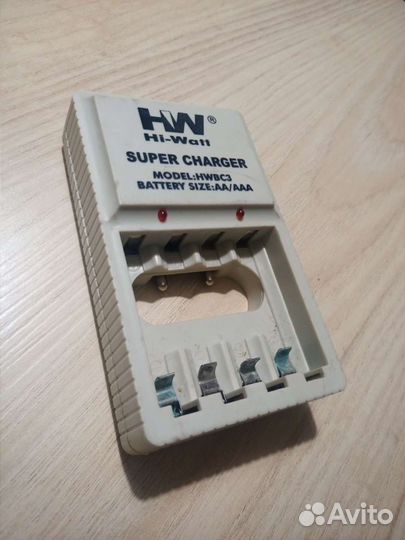 HW®
Hi-Watt
SUPER CHARGER
MODEL:HWBC3
BATTERY SIZE:AA/AAA
Avito